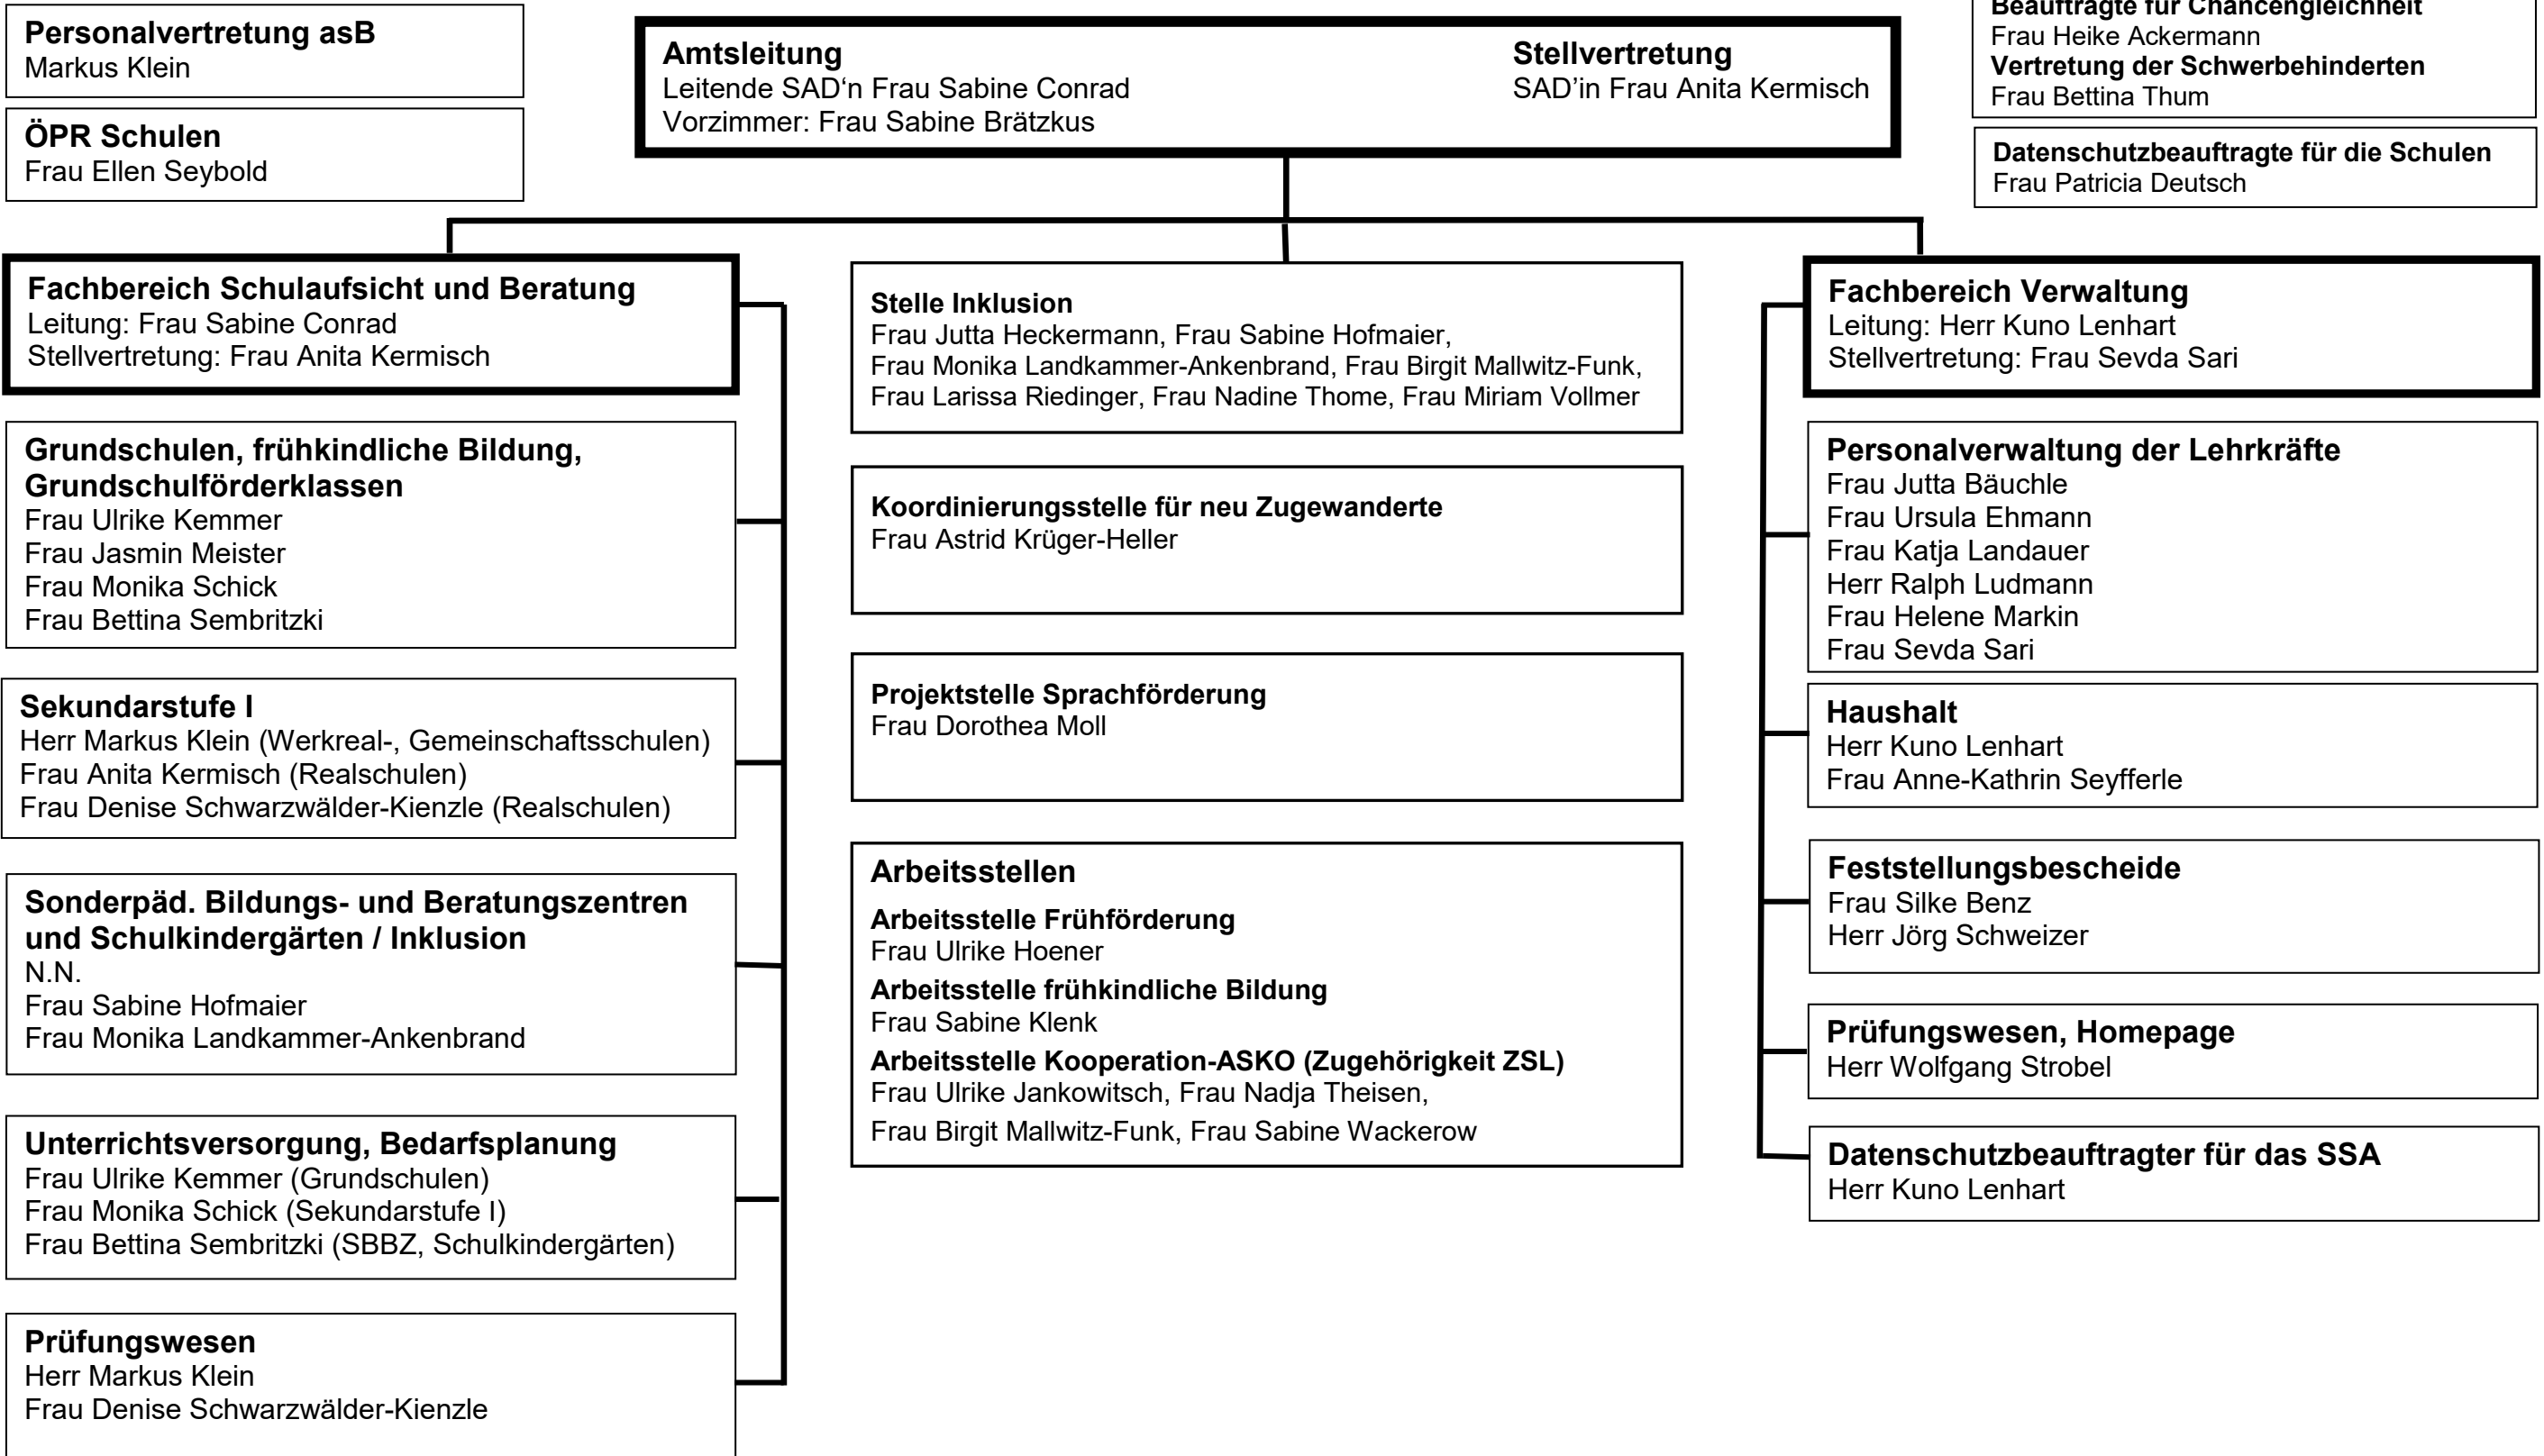 Personalvertretung asB
Markus Klein
ÖPR Schulen
Frau Ellen Seybold
Amtsleitung
Leitende SAD‘n Frau Sabine Conrad
Vorzimmer: Frau Sabine Brätzkus
Stellvertretung
SAD’in Frau Anita Kermisch
Beauftragte für Chancengleichheit
Frau Heike Ackermann
Vertretung der Schwerbehinderten
Frau Bettina Thum
Datenschutzbeauftragte für die Schulen
Frau Patricia Deutsch
Fachbereich Schulaufsicht und Beratung
Leitung: Frau Sabine Conrad
Stellvertretung: Frau Anita Kermisch
Grundschulen, frühkindliche Bildung,
Grundschulförderklassen
Frau Ulrike Kemmer
Frau Jasmin Meister
Frau Monika Schick
Frau Bettina Sembritzki
Sekundarstufe I
Herr Markus Klein (Werkreal-, Gemeinschaftsschulen)
Frau Anita Kermisch (Realschulen)
Frau Denise Schwarzwälder-Kienzle (Realschulen)
Sonderpäd. Bildungs- und Beratungszentren
und Schulkindergärten / Inklusion
N.N.
Frau Sabine Hofmaier
Frau Monika Landkammer-Ankenbrand
Unterrichtsversorgung, Bedarfsplanung
Frau Ulrike Kemmer (Grundschulen)
Frau Monika Schick (Sekundarstufe I)
Frau Bettina Sembritzki (SBBZ, Schulkindergärten)
Prüfungswesen
Herr Markus Klein
Frau Denise Schwarzwälder-Kienzle
Stelle Inklusion
Frau Jutta Heckermann, Frau Sabine Hofmaier,
Frau Monika Landkammer-Ankenbrand, Frau Birgit Mallwitz-Funk,
Frau Larissa Riedinger, Frau Nadine Thome, Frau Miriam Vollmer
Koordinierungsstelle für neu Zugewanderte
Frau Astrid Krüger-Heller
Projektstelle Sprachförderung
Frau Dorothea Moll
Arbeitsstellen
Arbeitsstelle Frühförderung
Frau Ulrike Hoener
Arbeitsstelle frühkindliche Bildung
Frau Sabine Klenk
Arbeitsstelle Kooperation-ASKO (Zugehörigkeit ZSL)
Frau Ulrike Jankowitsch, Frau Nadja Theisen,
Frau Birgit Mallwitz-Funk, Frau Sabine Wackerow
Fachbereich Verwaltung
Leitung: Herr Kuno Lenhart
Stellvertretung: Frau Sevda Sari
Personalverwaltung der Lehrkräfte
Frau Jutta Bäuchle
Frau Ursula Ehmann
Frau Katja Landauer
Herr Ralph Ludmann
Frau Helene Markin
Frau Sevda Sari
Haushalt
Herr Kuno Lenhart
Frau Anne-Kathrin Seyfferle
Feststellungsbescheide
Frau Silke Benz
Herr Jörg Schweizer
Prüfungswesen, Homepage
Herr Wolfgang Strobel
Datenschutzbeauftragter für das SSA
Herr Kuno Lenhart